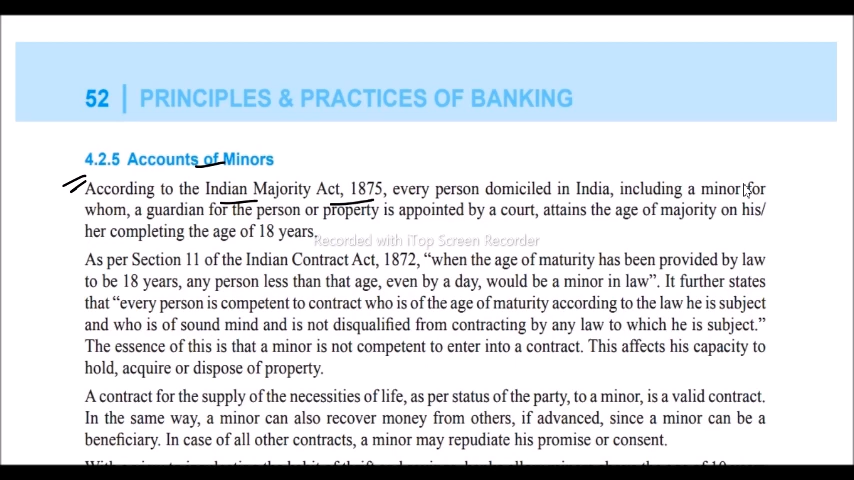 52 | PRINCIPLES & PRACTICES OF BANKING
4.2.5 Accounts of Minors
According to the Indian Majority Act, 1875, every person domiciled in India, including a minor for
whom, a guardian for the person or property is appointed by a court, attains the age of majority on his/
her completing the age of 18 years.
Recorded with iTop Screen Recorder
As per Section 11 of the Indian Contract Act, 1872, “when the age of maturity has been provided by law
to be 18 years, any person less than that age, even by a day, would be a minor in law”. It further states
that “every person is competent to contract who is of the age of maturity according to the law he is subject
and who is of sound mind and is not disqualified from contracting by any law to which he is subject.”
The essence of this is that a minor is not competent to enter into a contract. This affects his capacity to
hold, acquire or dispose of property.
A contract for the supply of the necessities of life, as per status of the party, to a minor, is a valid contract.
In the same way, a minor can also recover money from others, if advanced, since a minor can be a
beneficiary. In case of all other contracts, a minor may repudiate his promise or consent.